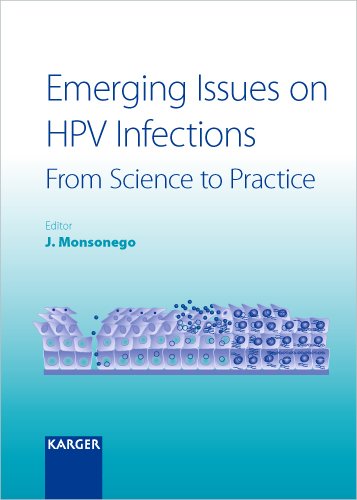 Emerging Issues on
HPV Infections
From Science to Practice
Editor
J. Monsonego
KARGER